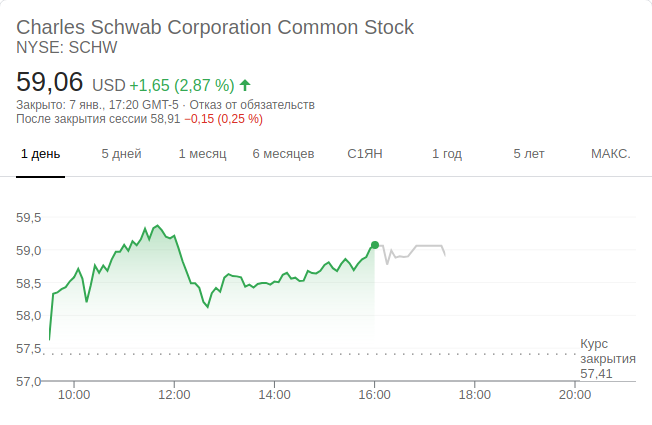 Charles Schwab Corporation Common Stock
NYSE: SCHW
59,06 USD +1,65 (2,87 %)
Закрыто: 7 янв., 17:20 GMT-5 · Отказ от обязательств
После закрытия сессии 58,91 −0,15 (0,25 %)
1 день 5 дней 1 месяц 6 месяцев С1ЯН 1 год 5 лет МАКС.
59,5
59,0
58,5
58,0
57,5
57,0
Курс
закрытия
57,41
10:00 12:00 14:00 16:00 18:00 20:00